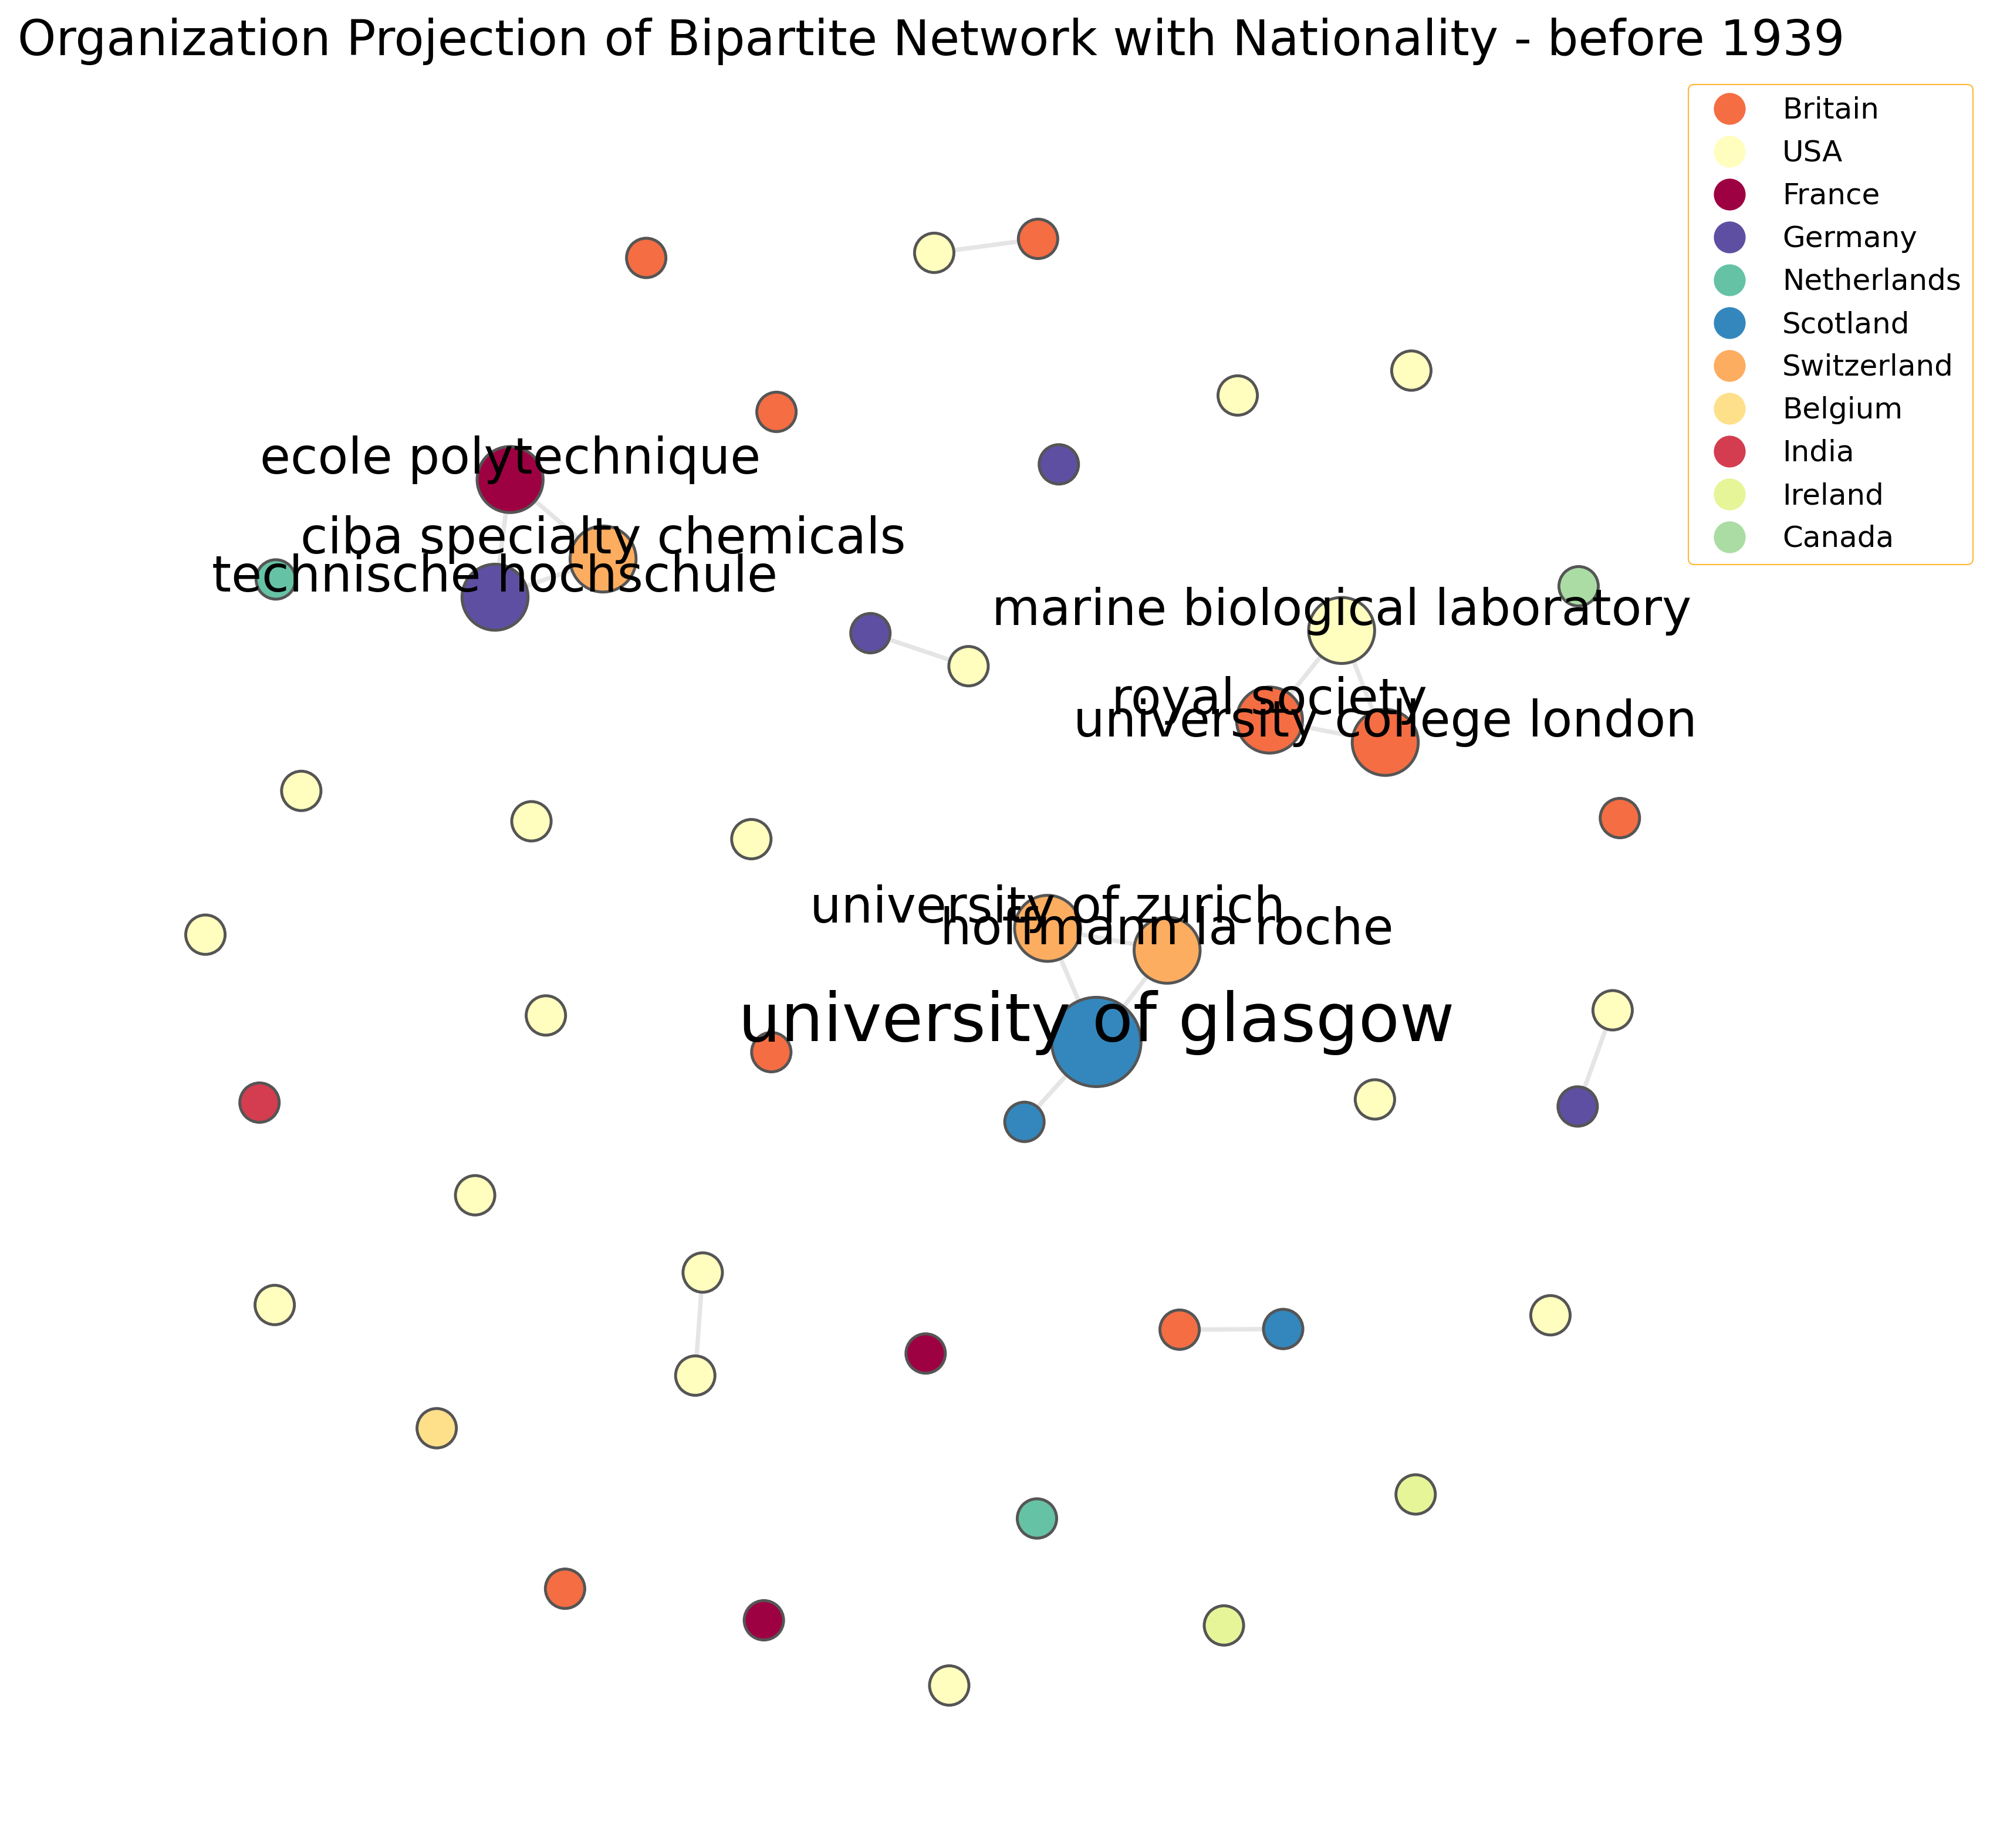 Organization Projection of Bipartite Network with Nationality - before 1939
Britain
USA
France
Germany
Netherlands
Scotland
Switzerland
Belgium
India
Ireland
Canada
ecole polytechnique
ciba specialty chemicals
technische hochschule
marine biological laboratory
royal society
university college london
university of zurich
hoffmann la roche
university of glasgow